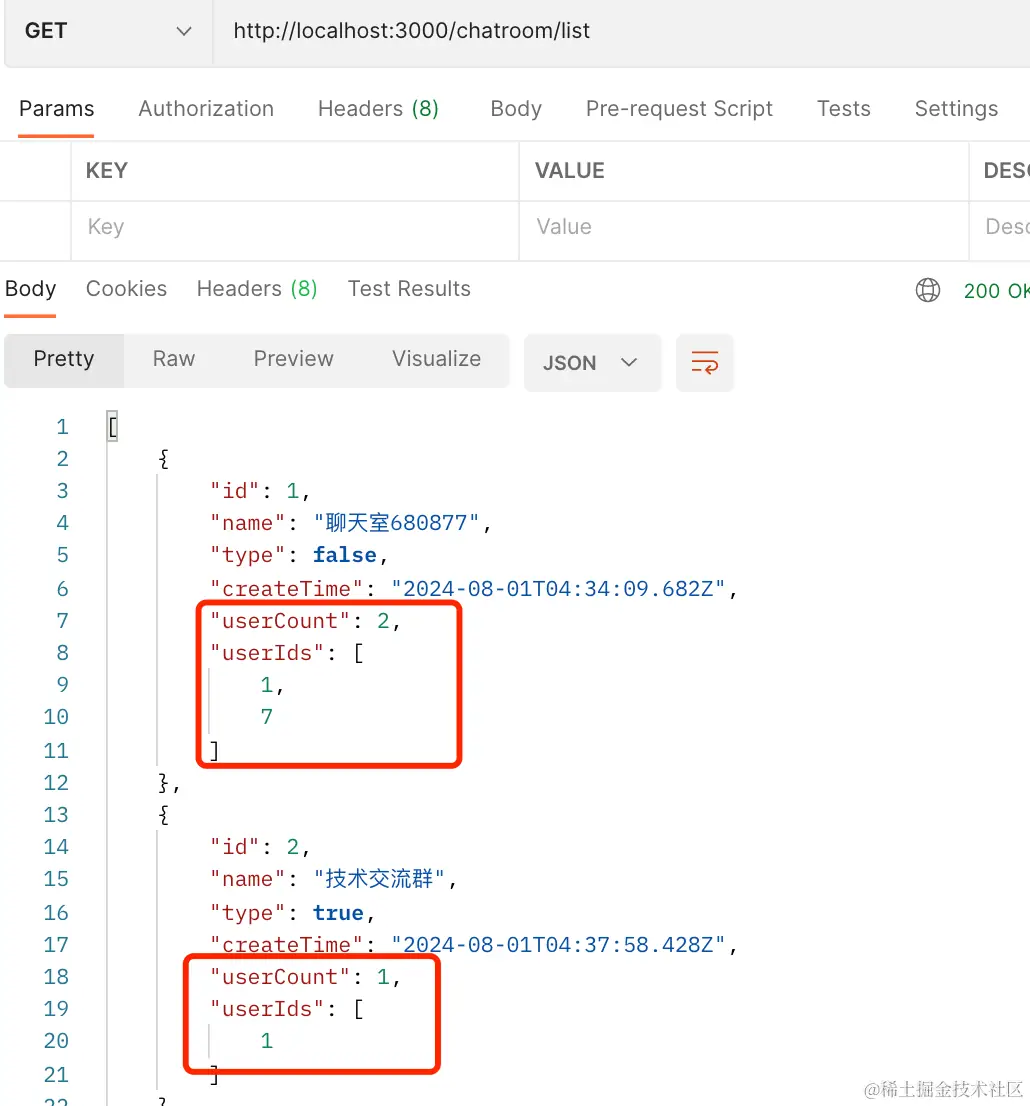 GET http://localhost:3000/chatroom/list
Params Authorization Headers (8) Body Pre-request Script Tests Settings
KEY VALUE DESC
Key Value Desc
Body Cookies Headers (8) Test Results 200 OK
Pretty Raw Preview Visualize JSON
1 [
2 {
3 "id": 1,
4 "name": "聊天室680877",
5 "type": false,
6 "createTime": "2024-08-01T04:34:09.682Z",
7 "userCount": 2,
8 "userIds": [
9 1,
10 7
11 ]
12 },
13 {
14 "id": 2,
15 "name": "技术交流群",
16 "type": true,
17 "createTime": "2024-08-01T04:37:58.428Z",
18 "userCount": 1,
19 "userIds": [
20 1
21 ]
22 }
@稀土掘金技术社区